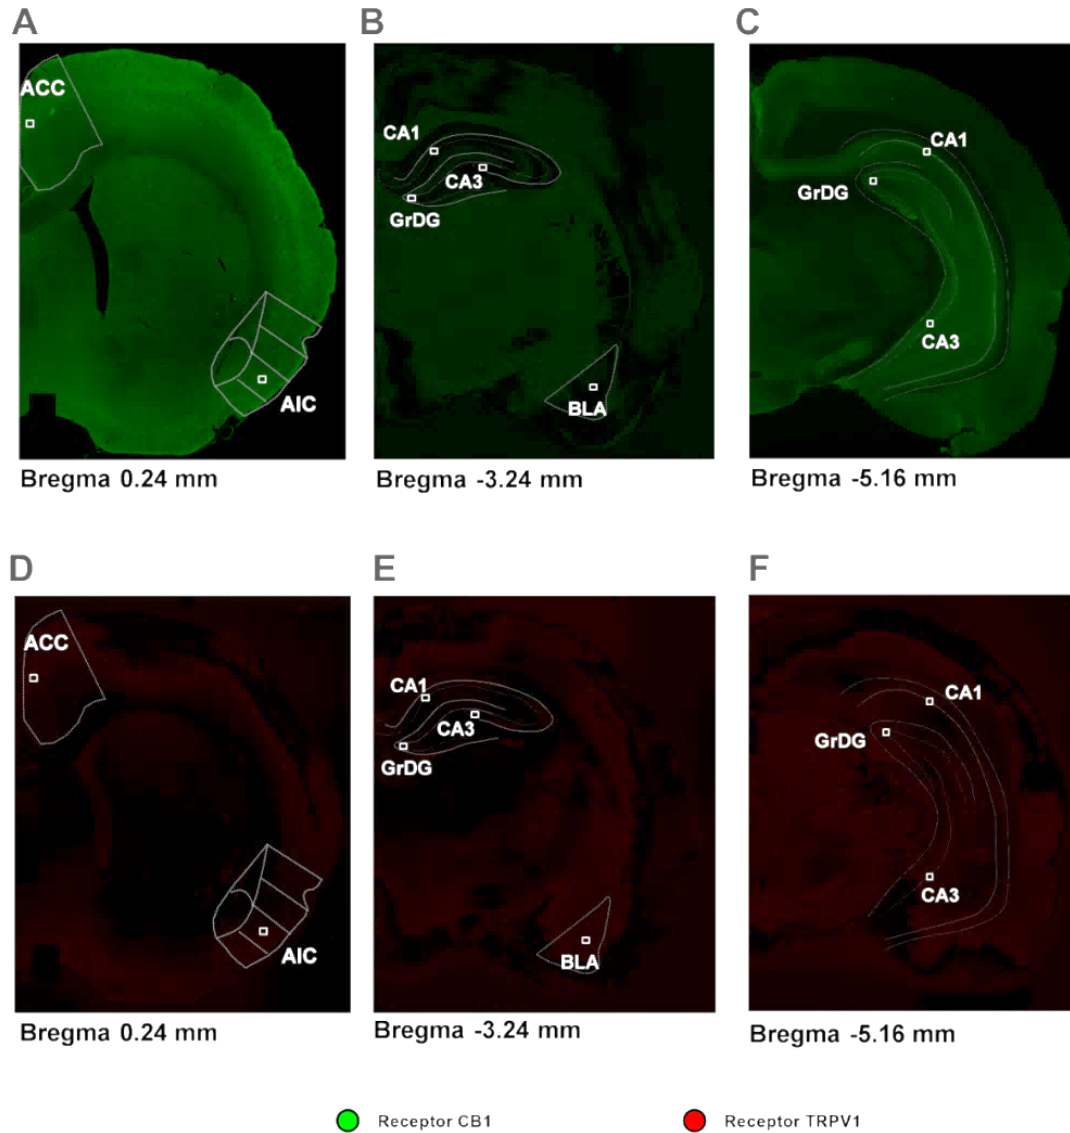 A
B
C
ACC
AIC
Bregma 0.24 mm
CA1
CA3
GrDG
BLA
Bregma -3.24 mm
CA1
GrDG
CA3
Bregma -5.16 mm
D
E
F
ACC
AIC
Bregma 0.24 mm
CA1
CA3
GrDG
BLA
Bregma -3.24 mm
CA1
GrDG
CA3
Bregma -5.16 mm
Receptor CB1
Receptor TRPV1